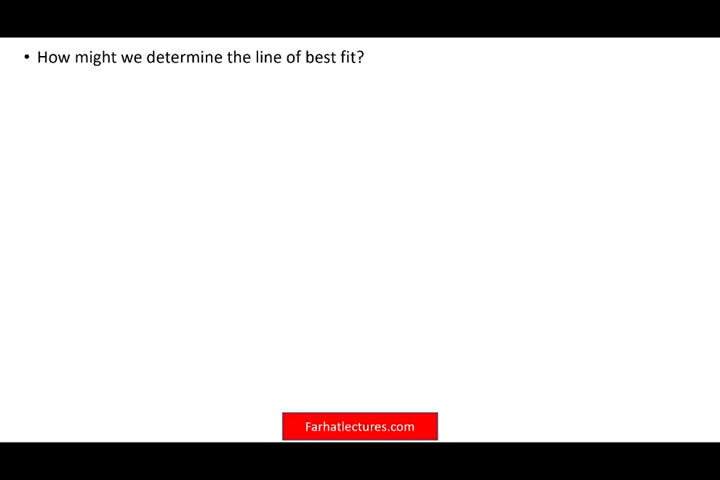 • How might we determine the line of best fit?
Farhatlectures.com